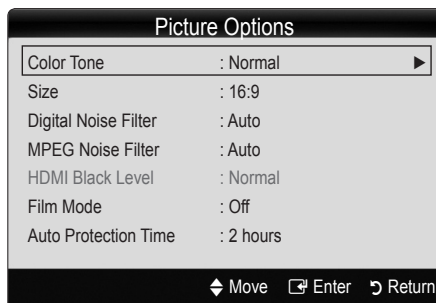 Picture Options
Color Tone : Normal ►
Size : 16:9
Digital Noise Filter : Auto
MPEG Noise Filter : Auto
HDMI Black Level : Normal
Film Mode : Off
Auto Protection Time : 2 hours
Move Enter Return